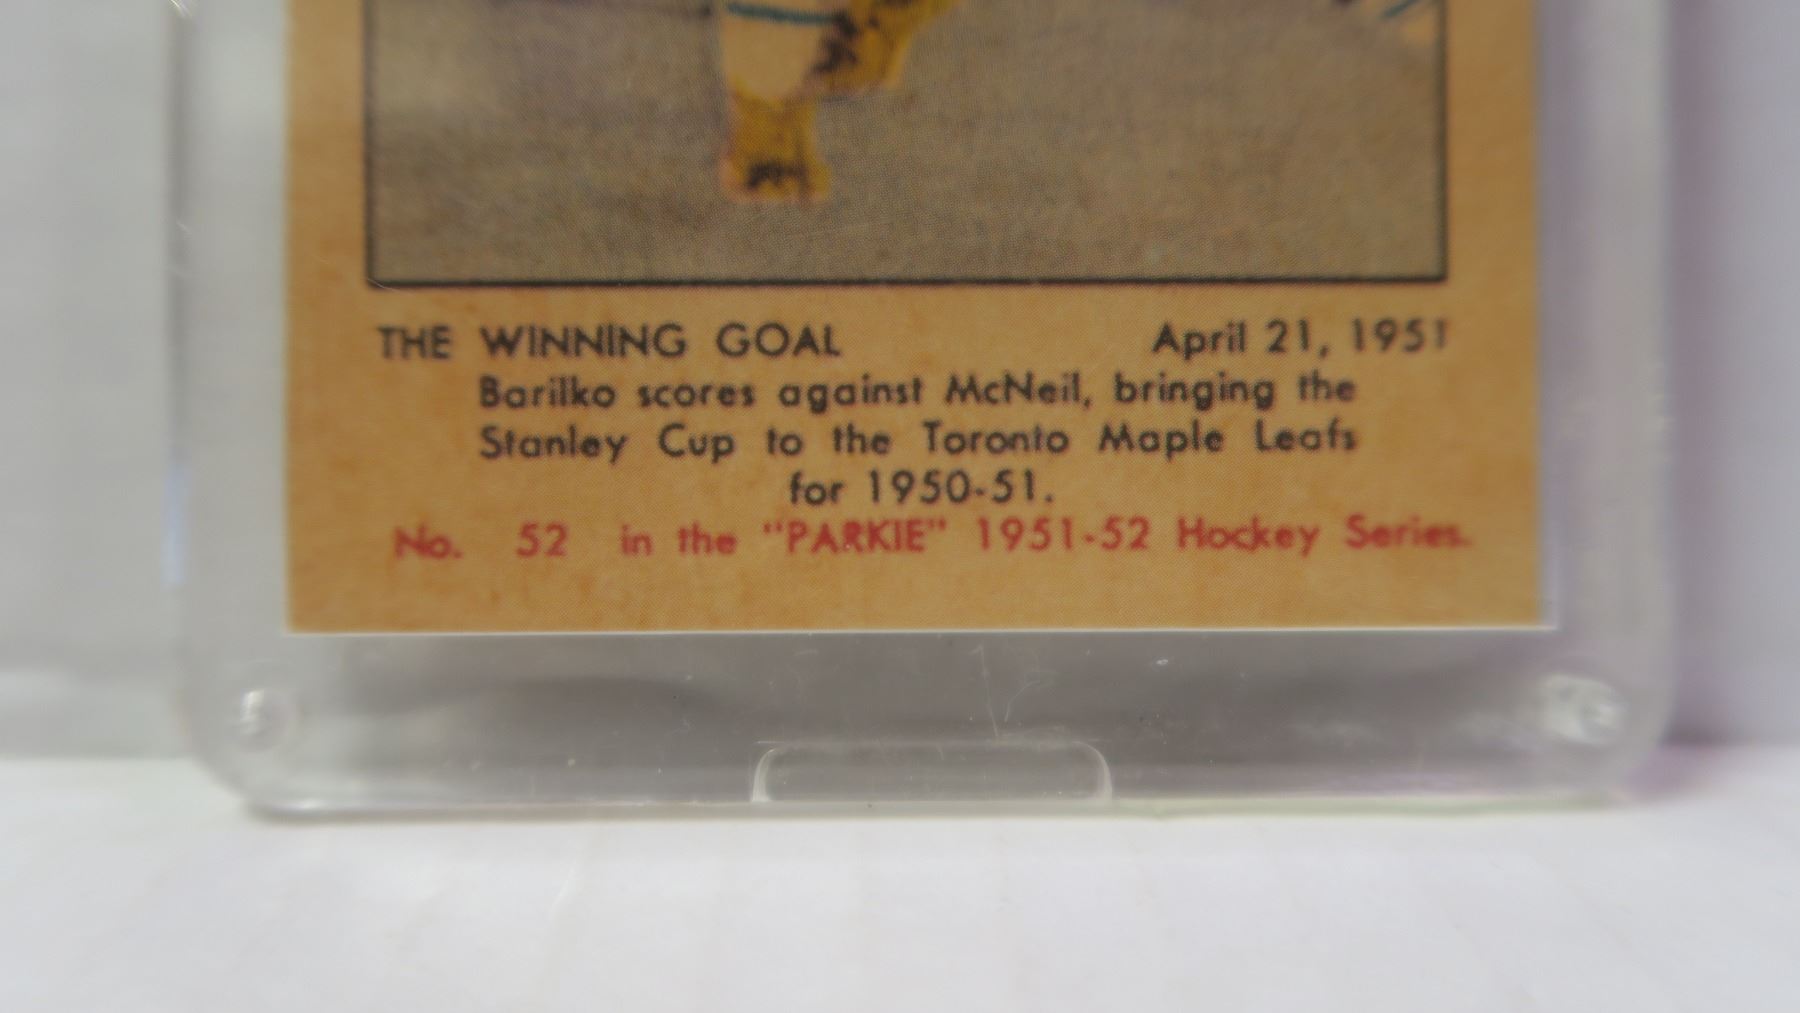 THE WINNING GOAL April 21, 1951
Barilko scores against McNeil, bringing the
Stanley Cup to the Toronto Maple Leafs
for 1950-51.
No. 52 in the "PARKIE" 1951-52 Hockey Series.